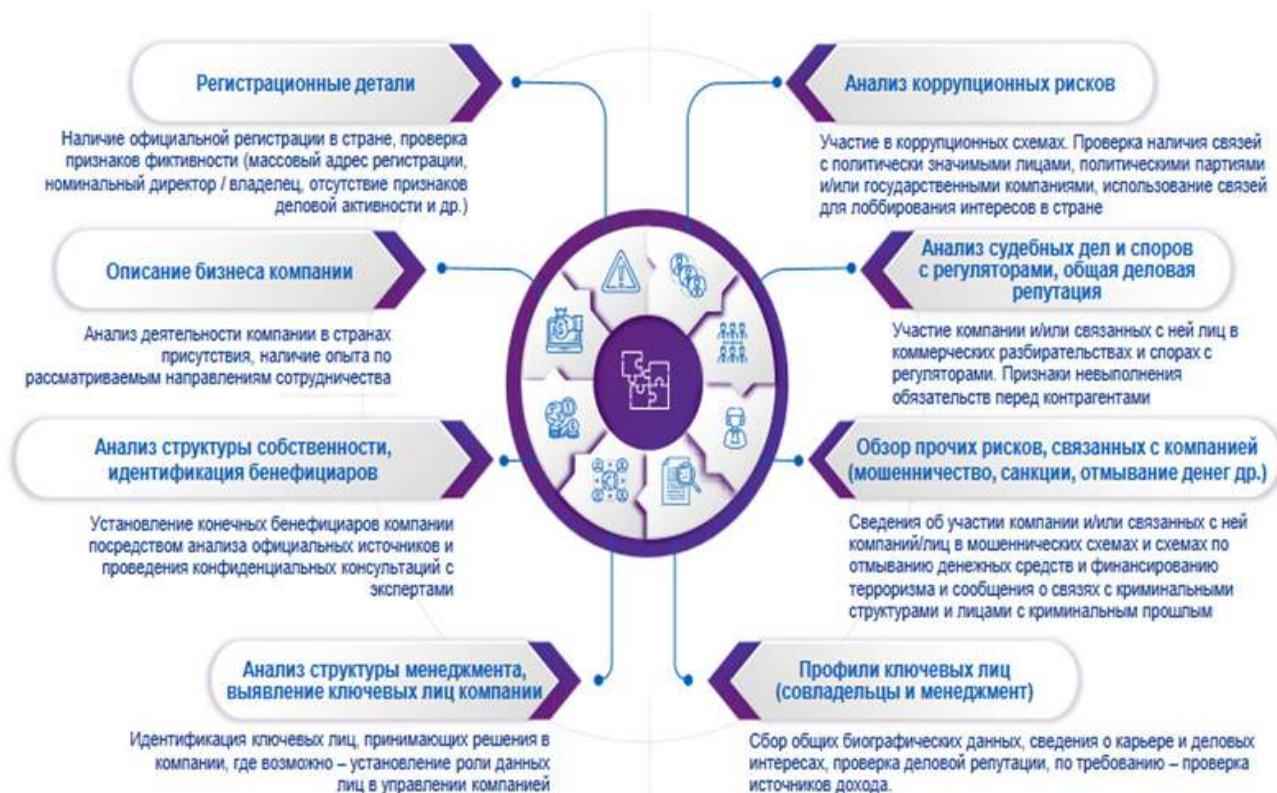 Регистрационные детали
Наличие официальной регистрации в стране, проверка
признаков фиктивности (массовый адрес регистрации,
номинальный директор / владелец, отсутствие признаков
деловой активности и др.)
Описание бизнеса компании
Анализ деятельности компании в странах
присутствия, наличие опыта по
рассматриваемым направлениям сотрудничества
Анализ структуры собственности,
идентификация бенефициаров
Установление конечных бенефициаров компании
посредством анализа официальных источников и
проведения конфиденциальных консультаций с
экспертами
Анализ структуры менеджмента,
выявление ключевых лиц компании
Идентификация ключевых лиц, принимающих решения в
компании, где возможно – установление роли данных
лиц в управлении компанией
Анализ коррупционных рисков
Участие в коррупционных схемах. Проверка наличия связей
с политически значимыми лицами, политическими партиями
и/или государственными компаниями, использование связей
для лоббирования интересов в стране
Анализ судебных дел и споров
с регуляторами, общая деловая
репутация
Участие компании и/или связанных с ней лиц в
коммерческих разбирательствах и спорах с
регуляторами. Признаки невыполнения
обязательств перед контрагентами
Обзор прочих рисков, связанных с компанией
(мошенничество, санкции, отмывание денег др.)
Сведения об участии компании и/или связанных с ней
компаний/лиц в мошеннических схемах и схемах по
отмыванию денежных средств и финансированию
терроризма и сообщения о связях с криминальными
структурами и лицами с криминальным прошлым
Профили ключевых лиц
(совладельцы и менеджмент)
Сбор общих биографических данных, сведения о карьере и деловых
интересах, проверка деловой репутации, по требованию – проверка
источников дохода.